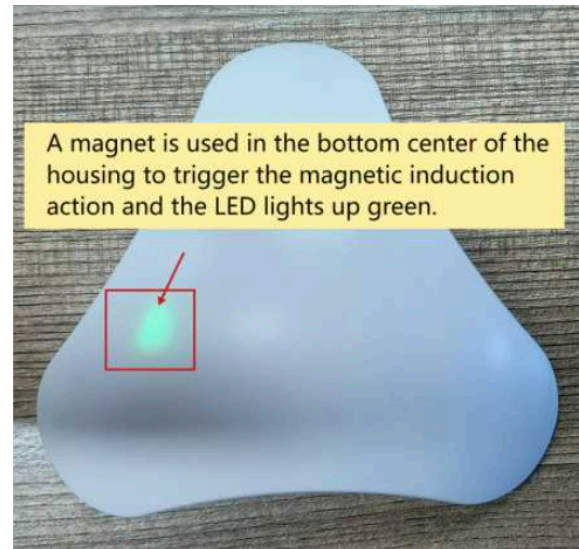 A magnet is used in the bottom center of the
housing to trigger the magnetic induction
action and the LED lights up green.